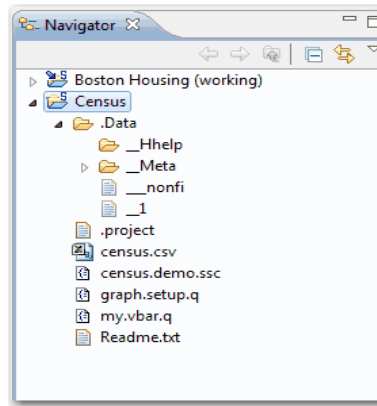 Navigator
Boston Housing (working)
Census
.Data
__Hhelp
__Meta
___nonfi
__1
.project
census.csv
census.demo.ssc
graph.setup.q
my.vbar.q
Readme.txt